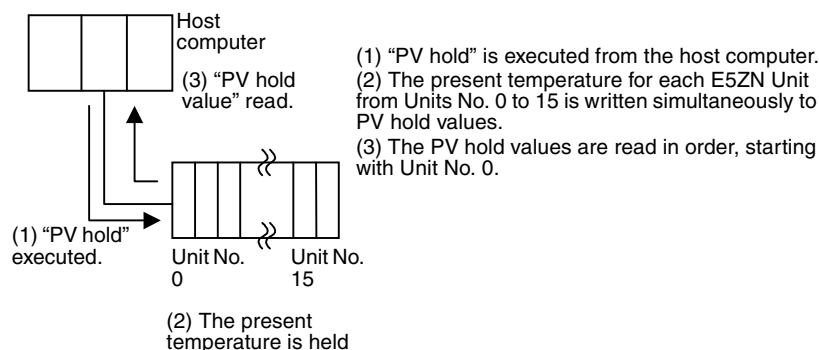 Host
computer
(3) “PV hold
value” read.
(1) “PV hold”
executed.
Unit No.
0
Unit No.
15
(2) The present
temperature is held
(1) “PV hold” is executed from the host computer.
(2) The present temperature for each E5ZN Unit
from Units No. 0 to 15 is written simultaneously to
PV hold values.
(3) The PV hold values are read in order, starting
with Unit No. 0.